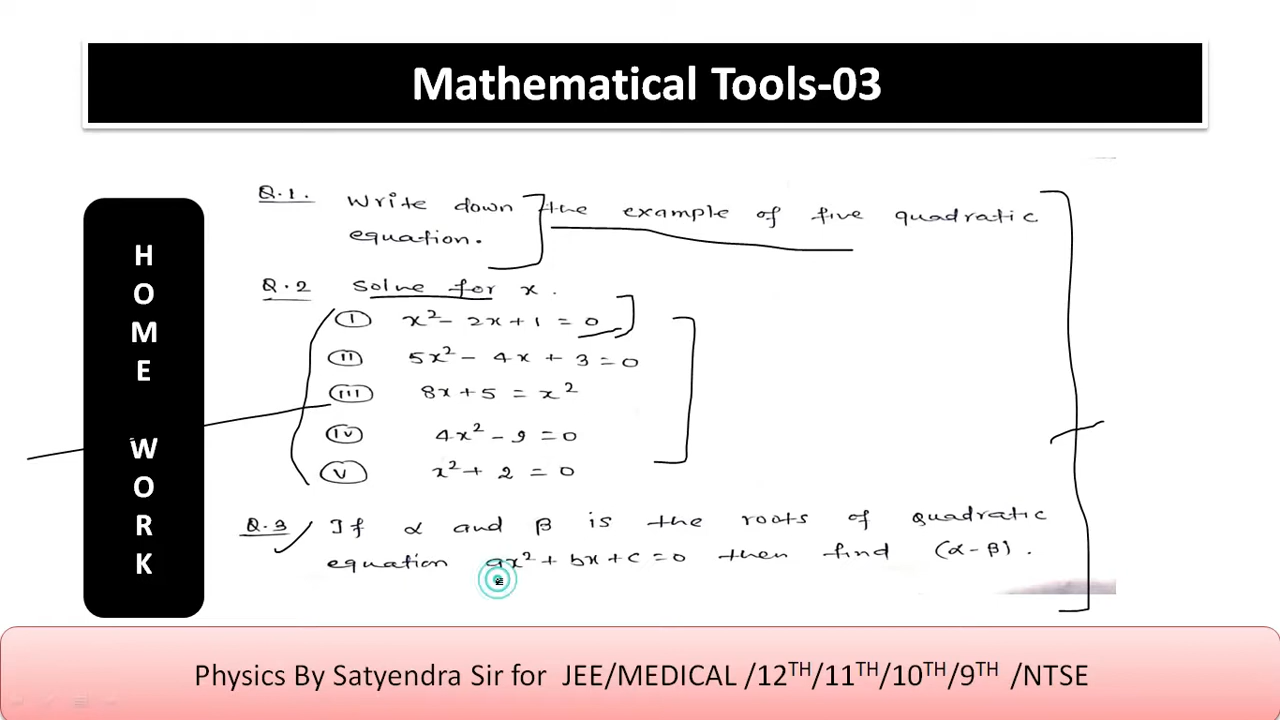 Mathematical Tools-03
HOME WORK
Q.1. Write down the example of five quadratic
equation.
Q.2 Solve for x.
(I) x² - 2x + 1 = 0
(II) 5x² - 4x + 3 = 0
(III) 8x + 5 = x²
(IV) 4x² - 9 = 0
(V) x² + 2 = 0
Q.3 If α and β is the roots of quadratic
equation ax² + bx + c = 0 then find (α - β).
Physics By Satyendra Sir for JEE/MEDICAL /12TH/11TH/10TH/9TH /NTSE